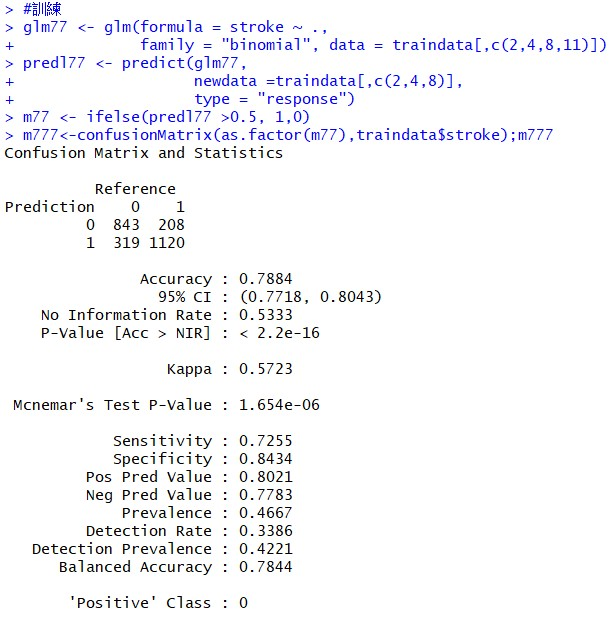 > #訓練
> glm77 <- glm(formula = stroke ~ .,
+ family = "binomial", data = traindata[,c(2,4,8,11)])
> predl77 <- predict(glm77,
+ newdata =traindata[,c(2,4,8)],
+ type = "response")
> m77 <- ifelse(predl77 >0.5, 1,0)
> m777<-confusionMatrix(as.factor(m77),traindata$stroke);m777
Confusion Matrix and Statistics
Reference
Prediction 0 1
0 843 208
1 319 1120
Accuracy : 0.7884
95% CI : (0.7718, 0.8043)
No Information Rate : 0.5333
P-Value [Acc > NIR] : < 2.2e-16
Kappa : 0.5723
Mcnemar's Test P-Value : 1.654e-06
Sensitivity : 0.7255
Specificity : 0.8434
Pos Pred Value : 0.8021
Neg Pred Value : 0.7783
Prevalence : 0.4667
Detection Rate : 0.3386
Detection Prevalence : 0.4221
Balanced Accuracy : 0.7844
'Positive' Class : 0